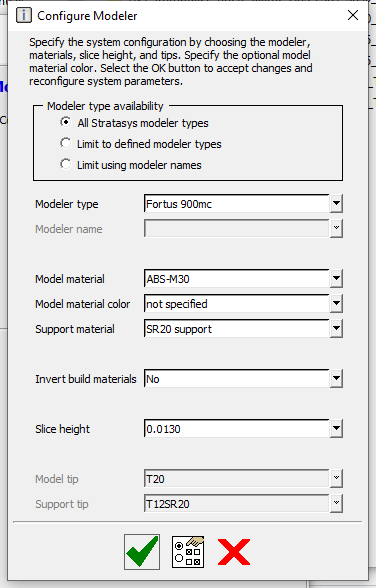 Configure Modeler
Specify the system configuration by choosing the modeler,
materials, slice height, and tips. Specify the optional model
material color. Select the OK button to accept changes and
reconfigure system parameters.
Modeler type availability
All Stratasys modeler types
Limit to defined modeler types
Limit using modeler names
Modeler type Fortus 900mc
Modeler name
Model material ABS-M30
Model material color not specified
Support material SR20 support
Invert build materials No
Slice height 0.0130
Model tip T20
Support tip T12SR20